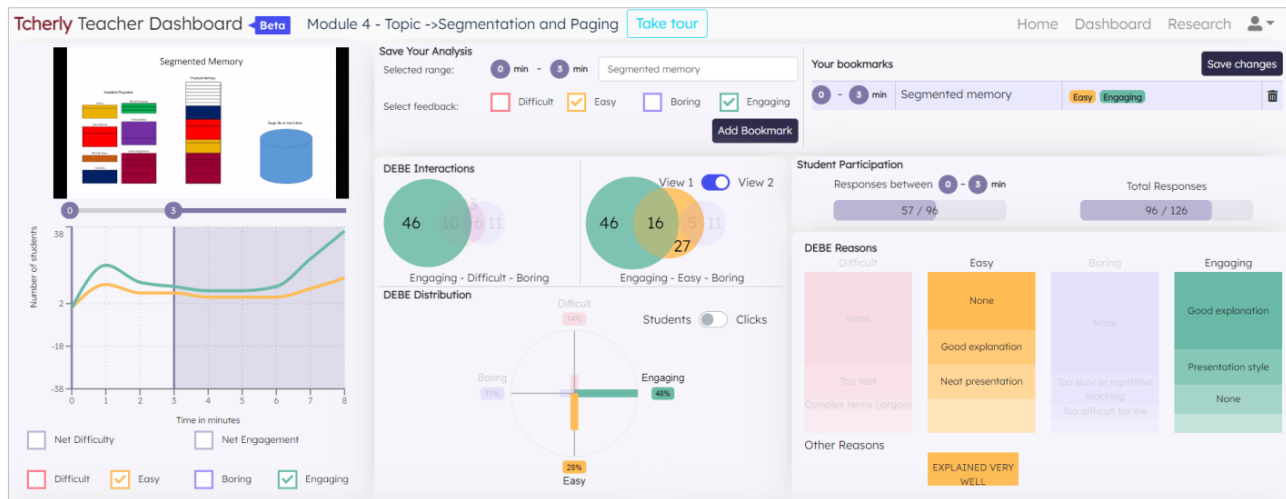 Tcherly Teacher Dashboard Beta Module 4 - Topic ->Segmentation and Paging Take tour Home Dashboard Research
Segmented Memory
Save Your Analysis
Selected range: 0 min - 3 min Segmented memory
Select feedback: Difficult Easy Boring Engaging
Add Bookmark
Your bookmarks Save changes
0 - 3 min Segmented memory Easy Engaging
0 3
Number of students
38
2
-18
-38
0 1 2 3 4 5 6 7 8
Time in minutes
Net Difficulty Net Engagement
Difficult Easy Boring Engaging
DEBE Interactions
View 1 View 2
46 10 3 6 11
Engaging - Difficult - Boring
46 16 5 11
27
Engaging - Easy - Boring
DEBE Distribution
Students Clicks
Difficult
14%
Boring
11%
Engaging
48%
28%
Easy
Student Participation
Responses between 0 - 3 min Total Responses
57 / 96 96 / 126
DEBE Reasons
Difficult Easy Boring Engaging
None
Too fast
Complex terms (jargon)
None
Good explanation
Neat presentation
None
Too slow or repetitive
teaching
Too difficult for me
Good explanation
Presentation style
None
Other Reasons
EXPLAINED VERY
WELL